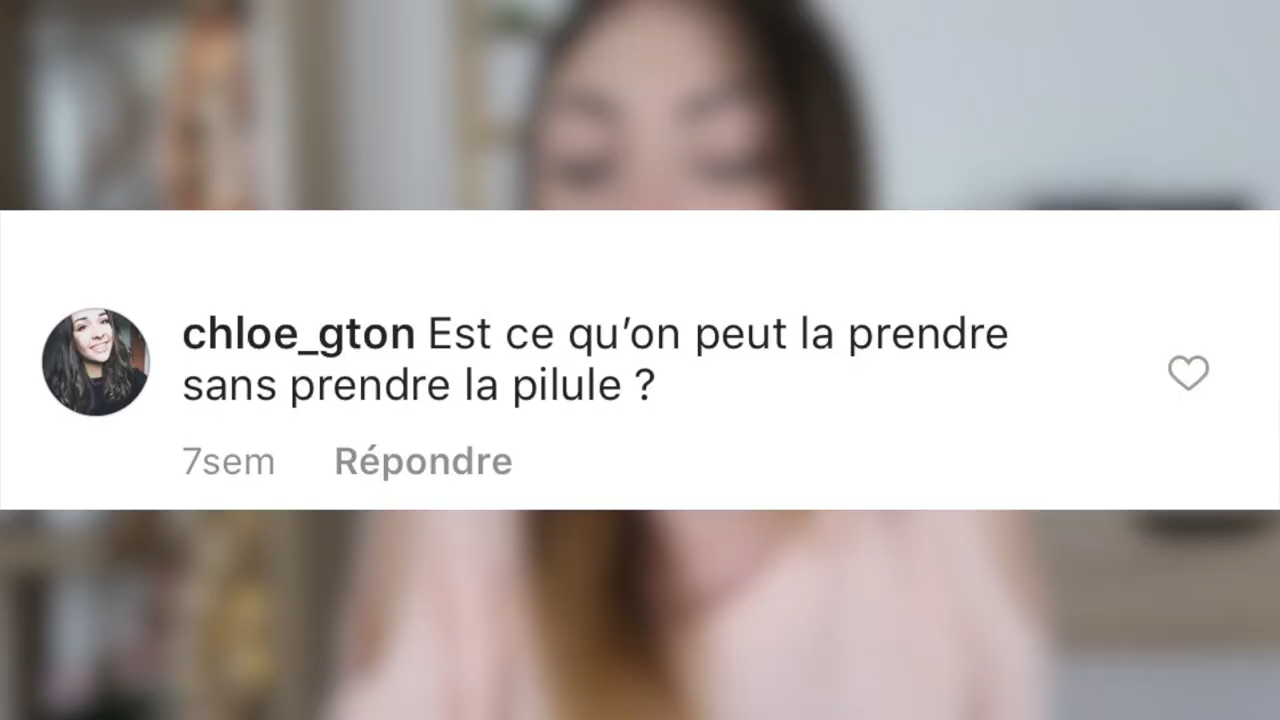 chloe_gton Est ce qu’on peut la prendre
sans prendre la pilule ?
7sem Répondre